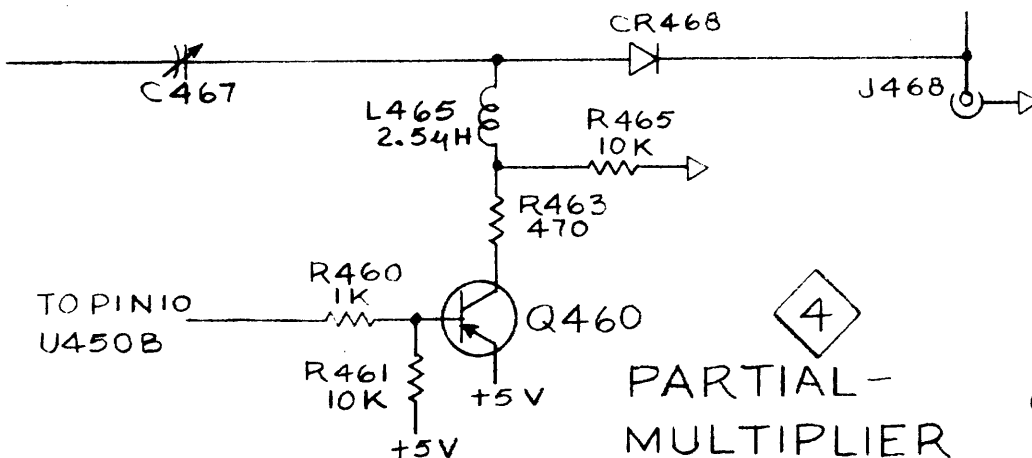 CR468
C467
J468
L465
2.5µH
R465
10K
R463
470
R460
1K
TO PIN 10
U450B
Q460
4
R461
10K
+5V
+5V
PARTIAL-
MULTIPLIER